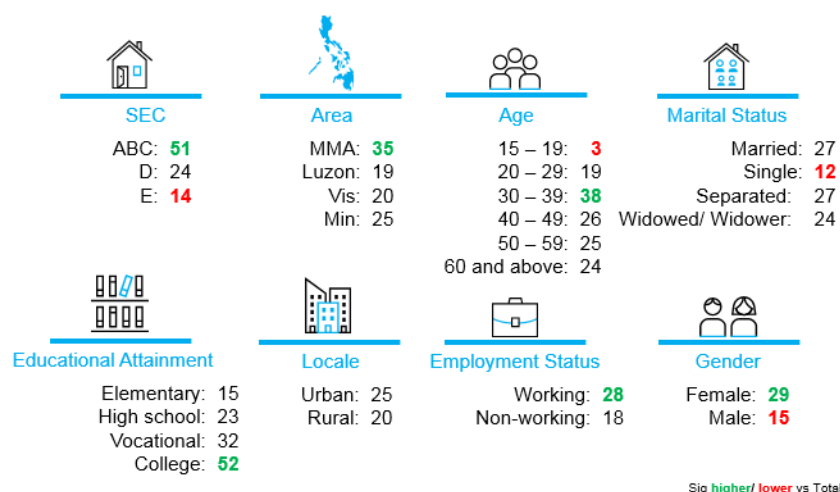 SEC
ABC: 51
D: 24
E: 14
Area
MMA: 35
Luzon: 19
Vis: 20
Min: 25
Age
15 – 19: 3
20 – 29: 19
30 – 39: 38
40 – 49: 26
50 – 59: 25
60 and above: 24
Marital Status
Married: 27
Single: 12
Separated: 27
Widowed/ Widower: 24
Educational Attainment
Elementary: 15
High school: 23
Vocational: 32
College: 52
Locale
Urban: 25
Rural: 20
Employment Status
Working: 28
Non-working: 18
Gender
Female: 29
Male: 15
Sig higher/ lower vs Total